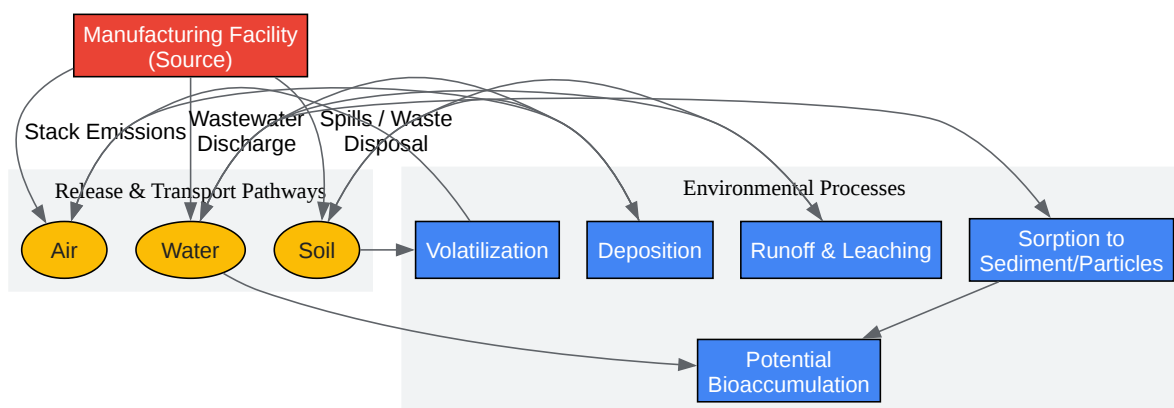 Manufacturing Facility
(Source)
Stack Emissions
Wastewater
Discharge
Spills / Waste
Disposal
Release & Transport Pathways
Environmental Processes
Air
Water
Soil
Volatilization
Deposition
Runoff & Leaching
Sorption to
Sediment/Particles
Potential
Bioaccumulation